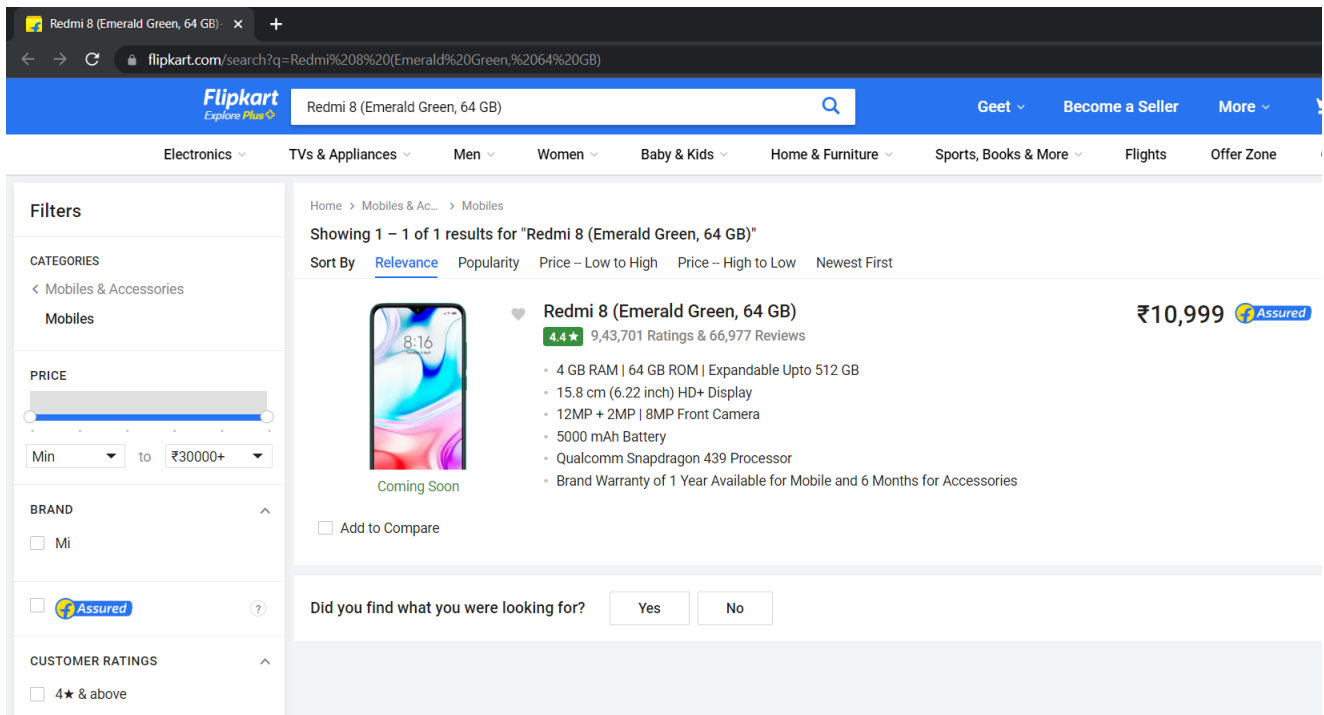 Redmi 8 (Emerald Green, 64 GB)-
flipkart.com/search?q=Redmi%208%20(Emerald%20Green,%2064%20GB)
Flipkart
Explore Plus
Redmi 8 (Emerald Green, 64 GB)
Geet
Become a Seller
More
Electronics
TVs & Appliances
Men
Women
Baby & Kids
Home & Furniture
Sports, Books & More
Flights
Offer Zone
Filters
CATEGORIES
Mobiles & Accessories
Mobiles
PRICE
Min to ₹30000+
BRAND
Mi
Assured
?
CUSTOMER RATINGS
4★ & above
Home > Mobiles & Ac... > Mobiles
Showing 1 – 1 of 1 results for "Redmi 8 (Emerald Green, 64 GB)"
Sort By Relevance Popularity Price -- Low to High Price -- High to Low Newest First
8:16
Coming Soon
Add to Compare
Redmi 8 (Emerald Green, 64 GB)
4.4★ 9,43,701 Ratings & 66,977 Reviews
4 GB RAM | 64 GB ROM | Expandable Upto 512 GB
15.8 cm (6.22 inch) HD+ Display
12MP + 2MP | 8MP Front Camera
5000 mAh Battery
Qualcomm Snapdragon 439 Processor
Brand Warranty of 1 Year Available for Mobile and 6 Months for Accessories
₹10,999 Assured
Did you find what you were looking for? Yes No